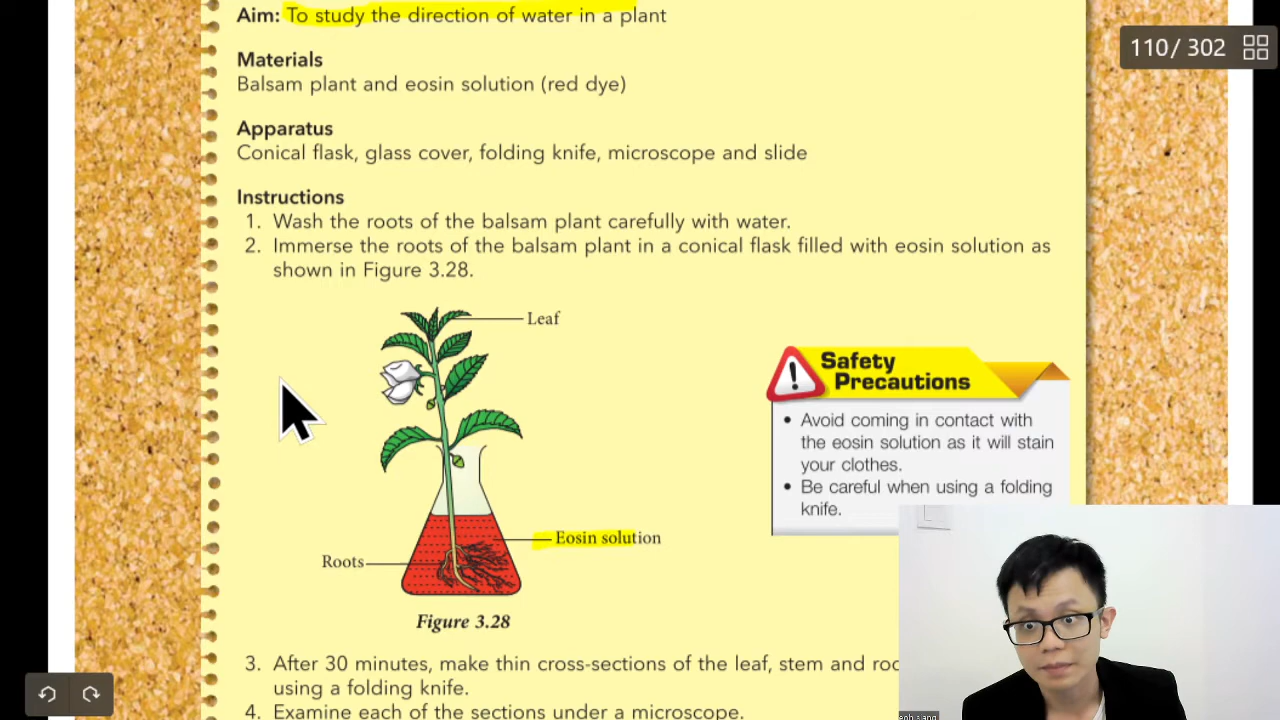 Aim: To study the direction of water in a plant
110/ 302
Materials
Balsam plant and eosin solution (red dye)
Apparatus
Conical flask, glass cover, folding knife, microscope and slide
Instructions
1. Wash the roots of the balsam plant carefully with water.
2. Immerse the roots of the balsam plant in a conical flask filled with eosin solution as
shown in Figure 3.28.
Leaf
Eosin solution
Roots
Figure 3.28
Safety
Precautions
• Avoid coming in contact with
the eosin solution as it will stain
your clothes.
• Be careful when using a folding
knife.
3. After 30 minutes, make thin cross-sections of the leaf, stem and
using a folding knife.
4. Examine each of the sections under a microscope.